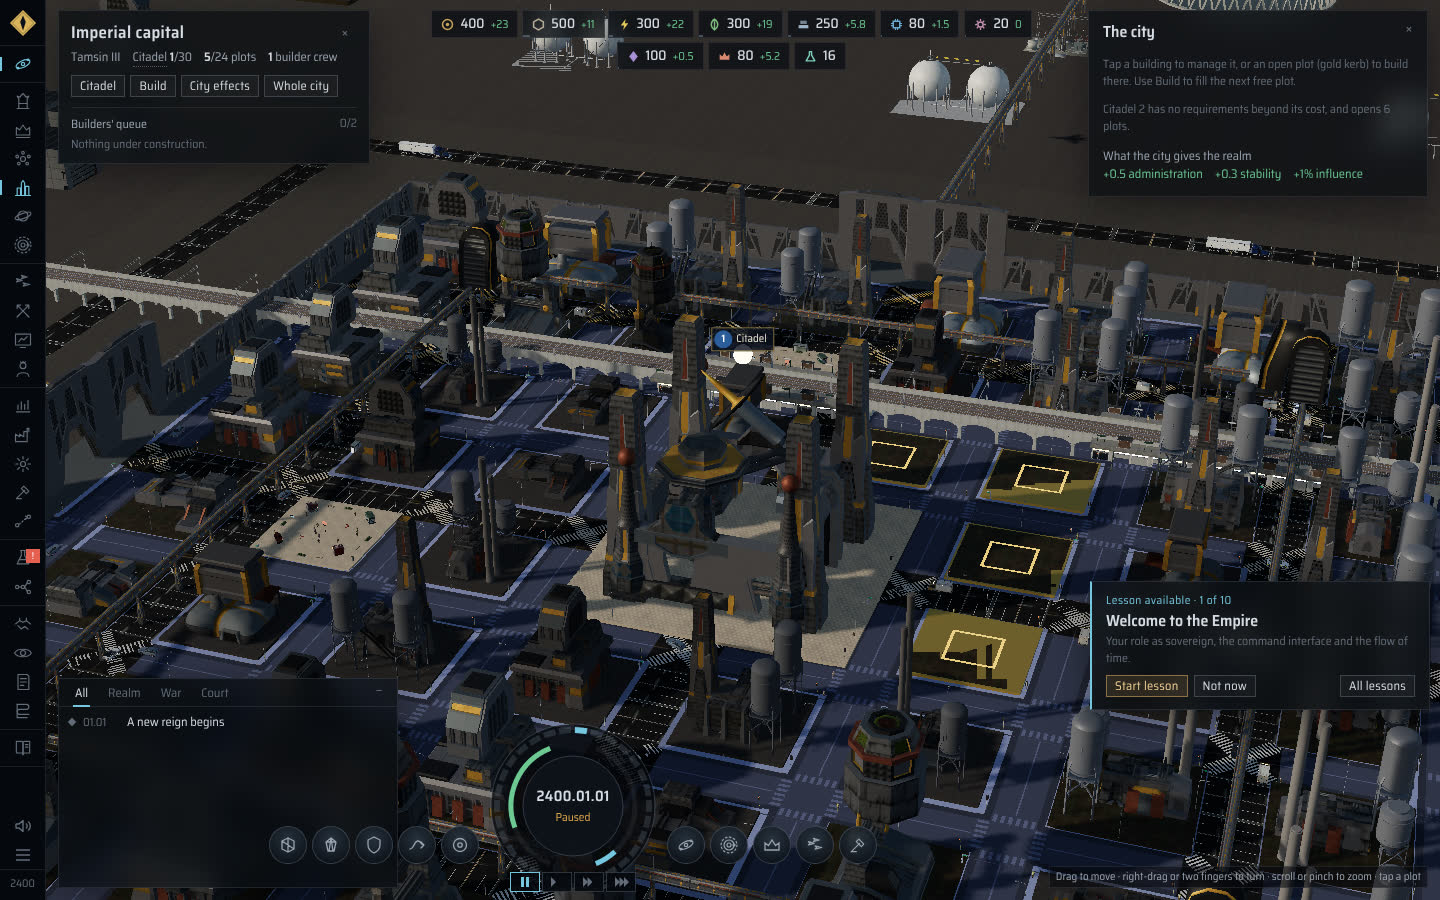 Imperial capital
×
Tamsin III Citadel 1/30 5/24 plots 1 builder crew
Citadel Build City effects Whole city
Builders' queue 0/2
Nothing under construction.
400 +23 500 +11 300 +22 300 +19 250 +5.8 80 +1.5 20 0
100 +0.5 80 +5.2 16
The city
×
Tap a building to manage it, or an open plot (gold kerb) to build
there. Use Build to fill the next free plot.
Citadel 2 has no requirements beyond its cost, and opens 6
plots.
What the city gives the realm
+0.5 administration +0.3 stability +1% influence
1 Citadel
!
Lesson available · 1 of 10
Welcome to the Empire
Your role as sovereign, the command interface and the flow of
time.
Start lesson Not now All lessons
All Realm War Court
01.01 A new reign begins
2400.01.01
Paused
2400
Drag to move · right-drag or two fingers to turn · scroll or pinch to zoom · tap a plot